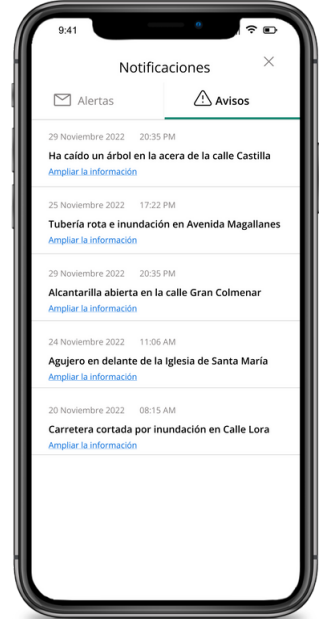 9:41
Notificaciones
Alertas
Avisos
29 Noviembre 2022 20:35 PM
Ha caído un árbol en la acera de la calle Castilla
Ampliar la información
25 Noviembre 2022 17:22 PM
Tubería rota e inundación en Avenida Magallanes
Ampliar la información
29 Noviembre 2022 20:35 PM
Alcantarilla abierta en la calle Gran Colmenar
Ampliar la información
24 Noviembre 2022 11:06 AM
Agujero en delante de la Iglesia de Santa María
Ampliar la información
20 Noviembre 2022 08:15 AM
Carretera cortada por inundación en Calle Lora
Ampliar la información